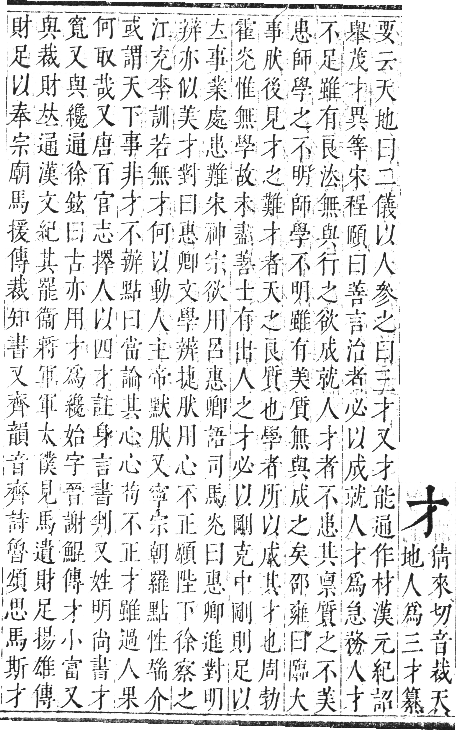 才
倩來切音裁天
地人爲三才纂
要云天地曰二儀以人參之曰三才又才能通作材漢元紀詔
舉茂才異等宋程頤曰善言治者必以成就人才爲急務人才
不足雖有良法無與行之欲成就人才者不患其稟質之不美
患師學之不明師學不明雖有美質無與成之矣邵雍曰臨大
事肰後見才之難才者天之良質也學者所以成其才也周勃
霍光惟無學故未盡善士有出人之才必以剛克中剛則足以
立事業處患難宋神宗欲用呂惠卿語司馬光曰惠卿進對明
辨亦似美才對曰惠卿文學辨捷肰用心不正願陛下徐察之
江充李訓若無才何以動人主帝默肰又寧宗朝羅點性耑介
或謂天下事非才不辦點曰當論其心心苟不正才雖過人果
何取哉又唐百官志擇人以四才註身言書判又姓明尚書才
寬又與纔通徐鉉曰古亦用才爲纔始字晉謝鯤傳才小富又
與裁財𠀤通漢文紀其罷衞將軍軍太僕見馬遺財足揚雄傳
財足以奉宗廟馬援傳裁知書又齊韻音齊詩魯頌思馬斯才